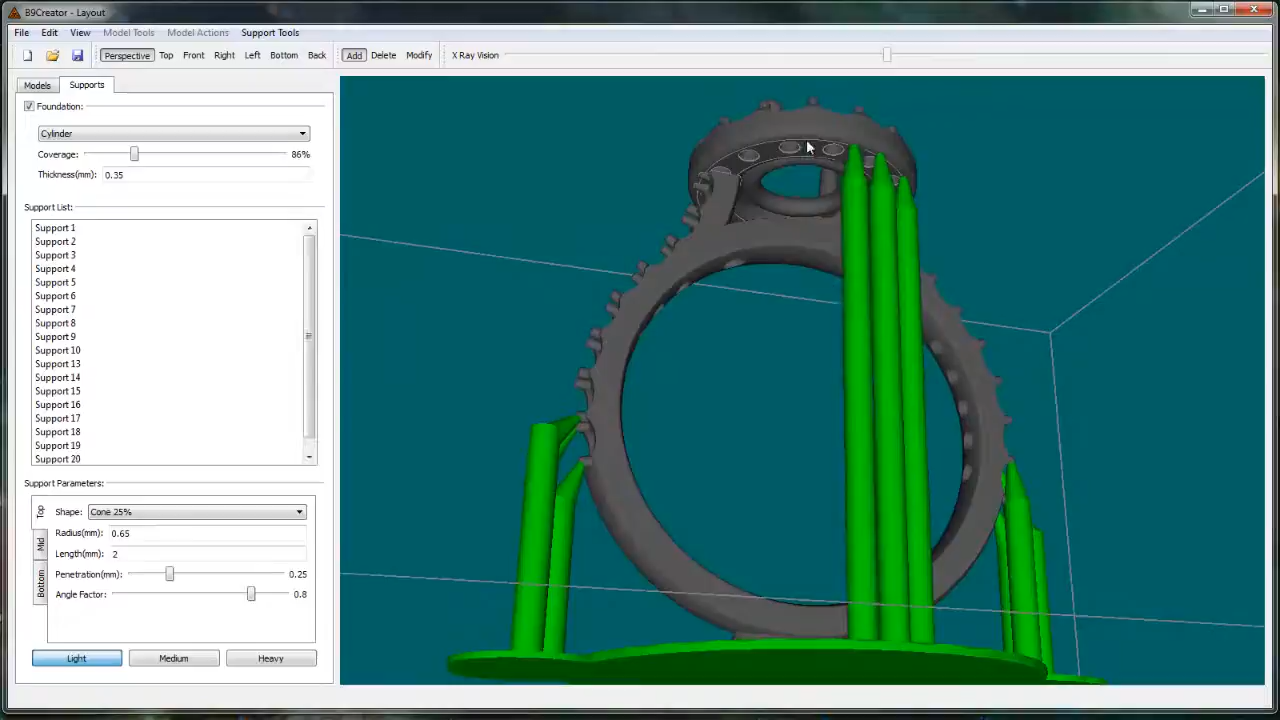 B9Creator - Layout
File Edit View Model Tools Model Actions Support Tools
Perspective Top Front Right Left Bottom Back Add Delete Modify X Ray Vision
Models Supports
Foundation:
Cylinder
Coverage: 86%
Thickness(mm): 0.35
Support List:
Support 1
Support 2
Support 3
Support 4
Support 5
Support 6
Support 7
Support 8
Support 9
Support 10
Support 13
Support 14
Support 15
Support 16
Support 17
Support 18
Support 19
Support 20
Support Parameters:
Top
Mid
Bottom
Shape: Cone 25%
Radius(mm): 0.65
Length(mm): 2
Penetration(mm): 0.25
Angle Factor: 0.8
Light Medium Heavy